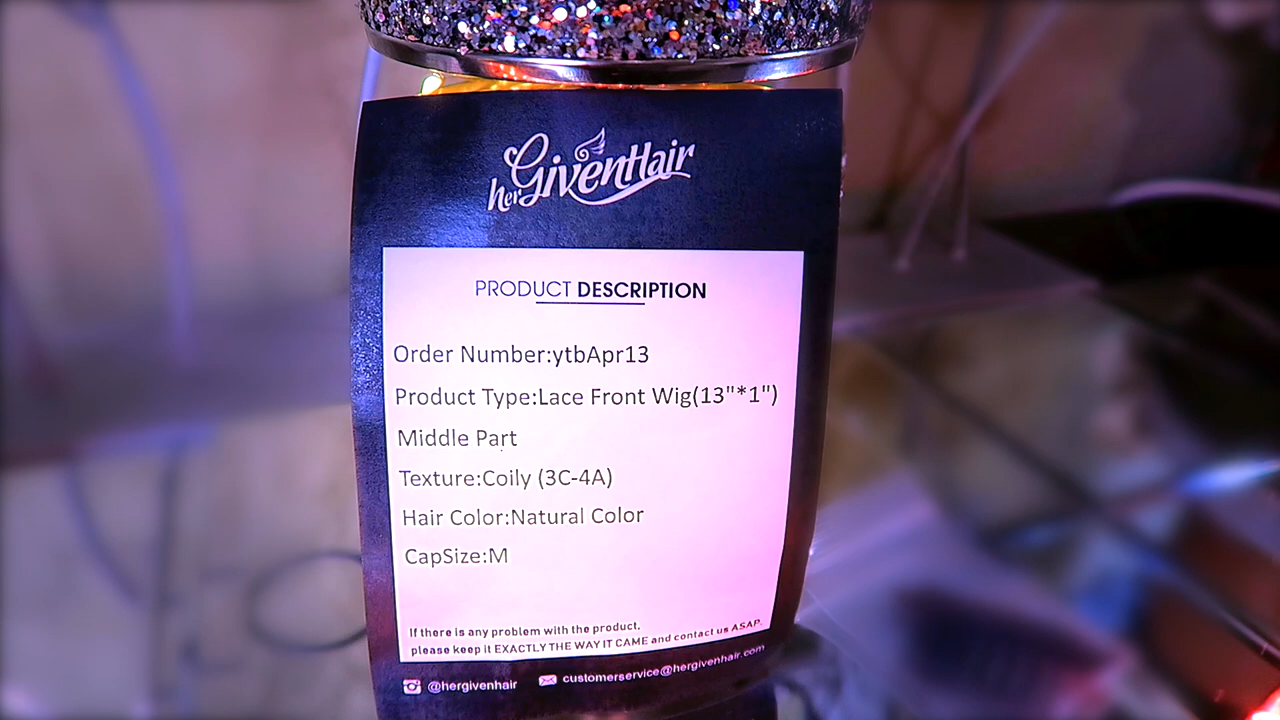 herGivenHair
PRODUCT DESCRIPTION
Order Number:ytbApr13
Product Type:Lace Front Wig(13"*1")
Middle Part
Texture:Coily (3C-4A)
Hair Color:Natural Color
CapSize:M
If there is any problem with the product,
please keep it EXACTLY THE WAY IT CAME and contact us ASAP.
@hergivenhair customerservice@hergivenhair.com